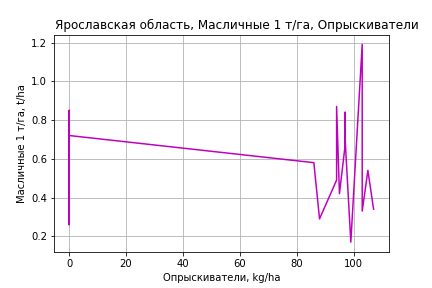 Ярославская область, Масличные 1 т/га, Опрыскиватели
Масличные 1 т/га, t/ha
1.2
1.0
0.8
0.6
0.4
0.2
0 20 40 60 80 100
Опрыскиватели, kg/ha